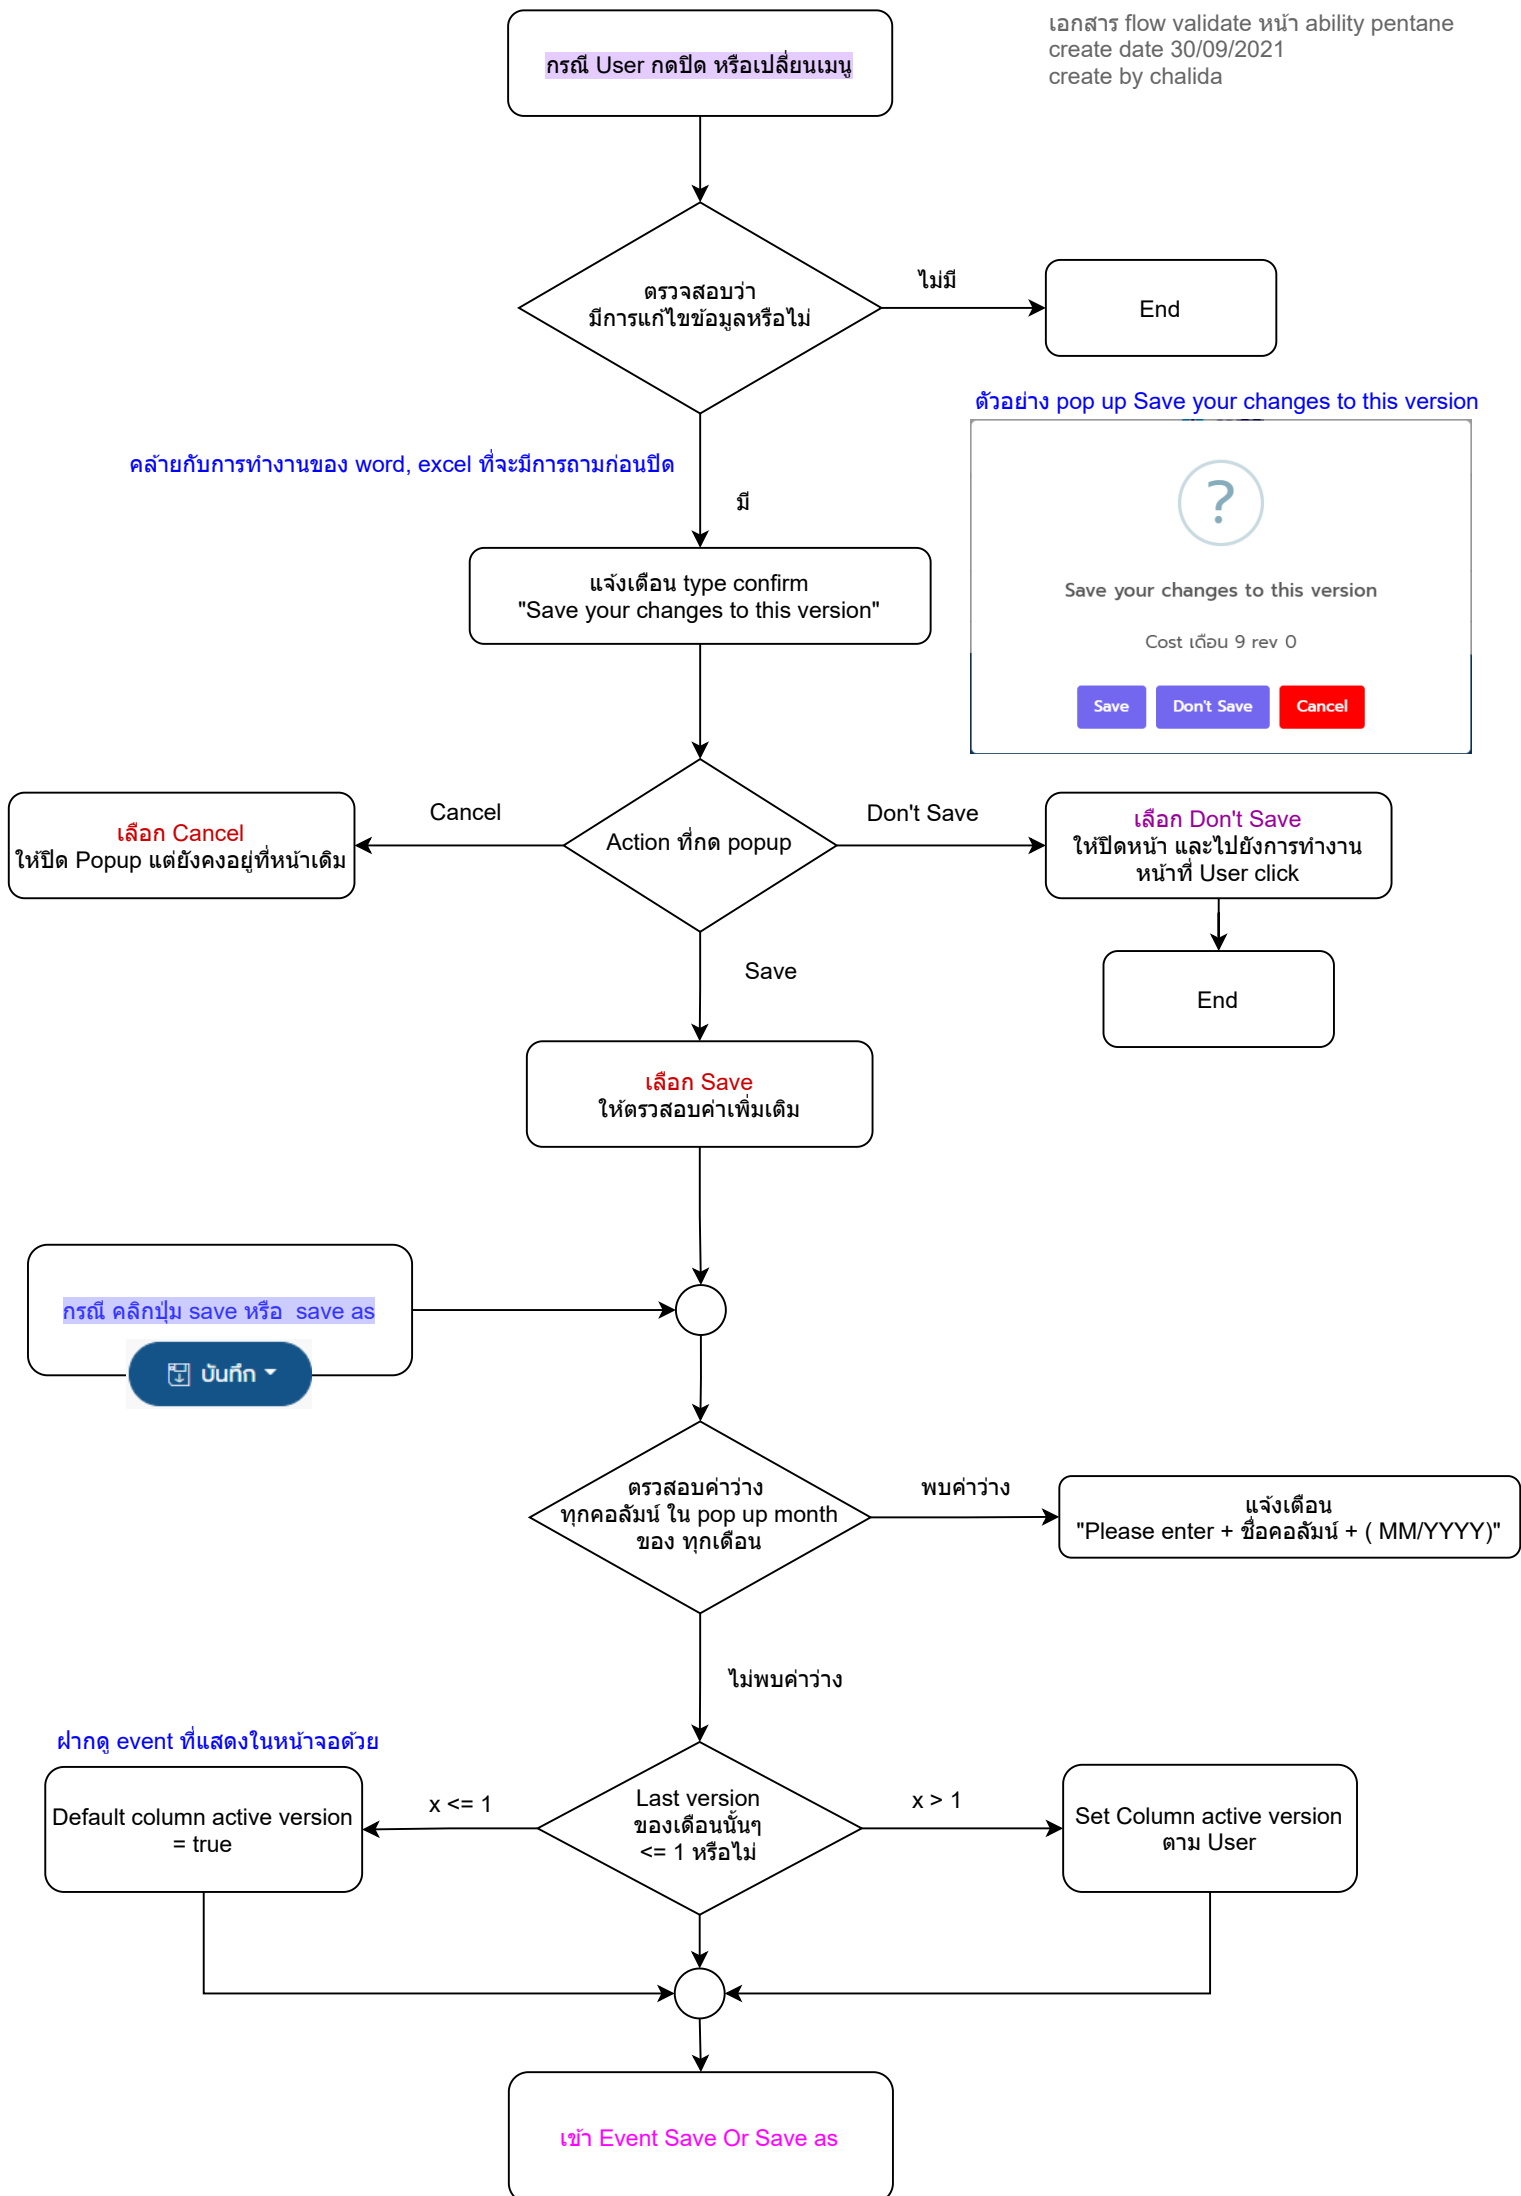 กรณี User กดปิด หรือเปลี่ยนเมนู
เอกสาร flow validate หน้า ability pentane
create date 30/09/2021
create by chalida
ตรวจสอบว่า
มีการแก้ไขข้อมูลหรือไม่
ไม่มี
End
ตัวอย่าง pop up Save your changes to this version
คล้ายกับการทำงานของ word, excel ที่จะมีการถามก่อนปิด
มี
?
แจ้งเตือน type confirm
"Save your changes to this version"
Save your changes to this version
Cost เดือน 9 rev 0
Save Don't Save Cancel
เลือก Cancel
ให้ปิด Popup แต่ยังคงอยู่ที่หน้าเดิม
Cancel
Action ที่กด popup
Don't Save
เลือก Don't Save
ให้ปิดหน้า และไปยังการทำงาน
หน้าที่ User click
Save
End
เลือก Save
ให้ตรวสอบค่าเพิ่มเติม
กรณี คลิกปุ่ม save หรือ  save as
บันทึก
ตรวสอบค่าว่าง
ทุกคอลัมน์ ใน pop up month
ของ ทุกเดือน
พบค่าว่าง
แจ้งเตือน
"Please enter + ชื่อคอลัมน์ + ( MM/YYYY)"
ไม่พบค่าว่าง
ฝากดู event ที่แสดงในหน้าจอด้วย
Default column active version
= true
x <= 1
Last version
ของเดือนนั้นๆ
<= 1 หรือไม่
x > 1
Set Column active version
ตาม User
เข้า Event Save Or Save as